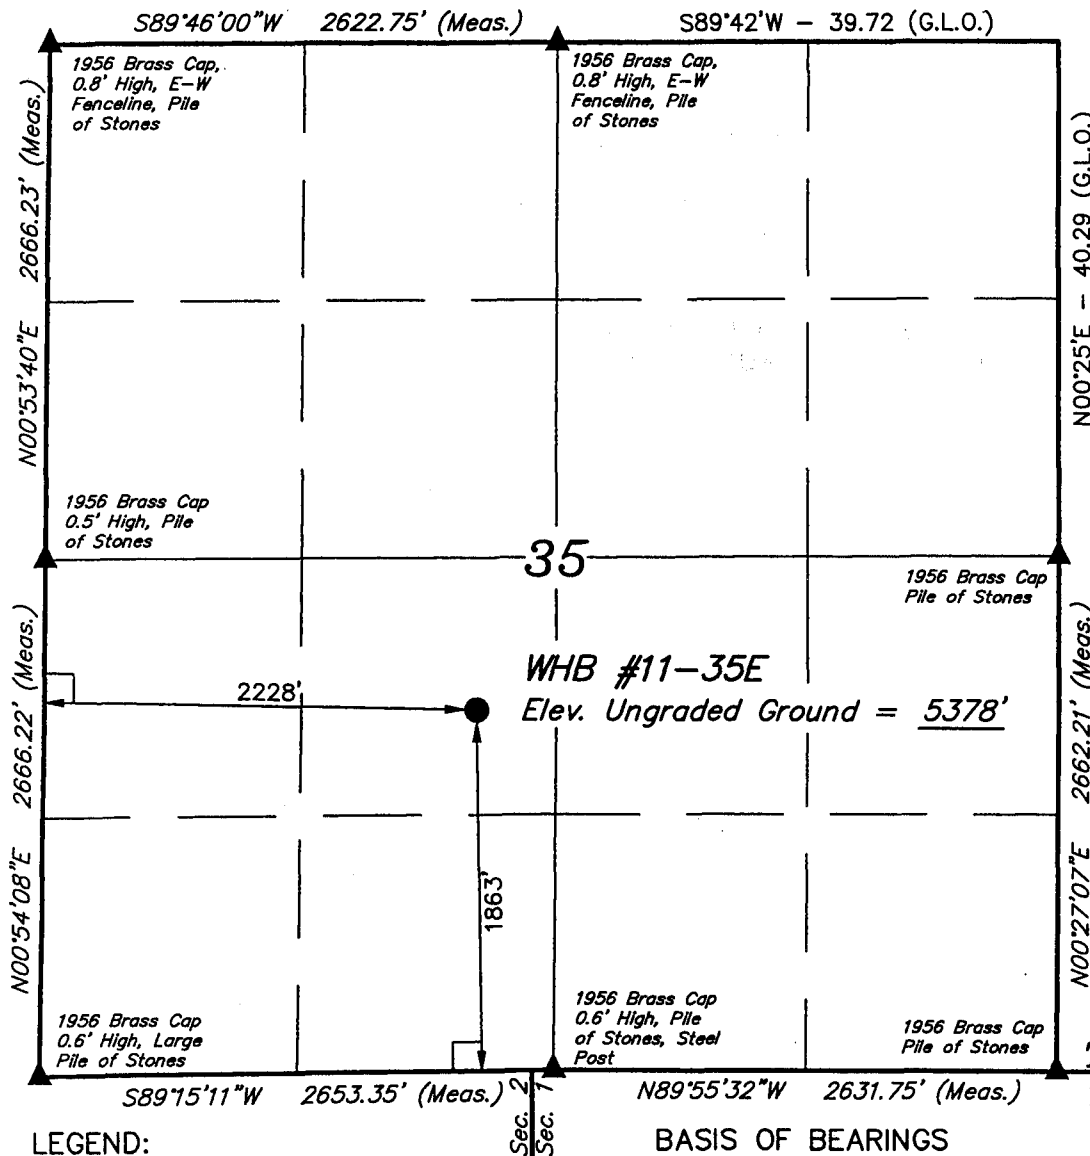 S89°46'00"W 2622.75' (Meas.)
S89°42'W – 39.72 (G.L.O.)
1956 Brass Cap,
0.8' High, E–W
Fenceline, Pile
of Stones
1956 Brass Cap,
0.8' High, E–W
Fenceline, Pile
of Stones
N00°53'40"E 2666.23' (Meas.)
N00°25'E – 40.29 (G.L.O.)
1956 Brass Cap
0.5' High, Pile
of Stones
35
1956 Brass Cap
Pile of Stones
WHB #11–35E
Elev. Ungraded Ground = 5378'
2228'
1863'
N00°54'08"E 2666.22' (Meas.)
N00°27'07"E 2662.21' (Meas.)
1956 Brass Cap
0.6' High, Large
Pile of Stones
1956 Brass Cap
0.6' High, Pile
of Stones, Steel
Post
1956 Brass Cap
Pile of Stones
S89°15'11"W 2653.35' (Meas.)
Sec. 2
Sec. 1
N89°55'32"W 2631.75' (Meas.)
LEGEND:
BASIS OF BEARINGS